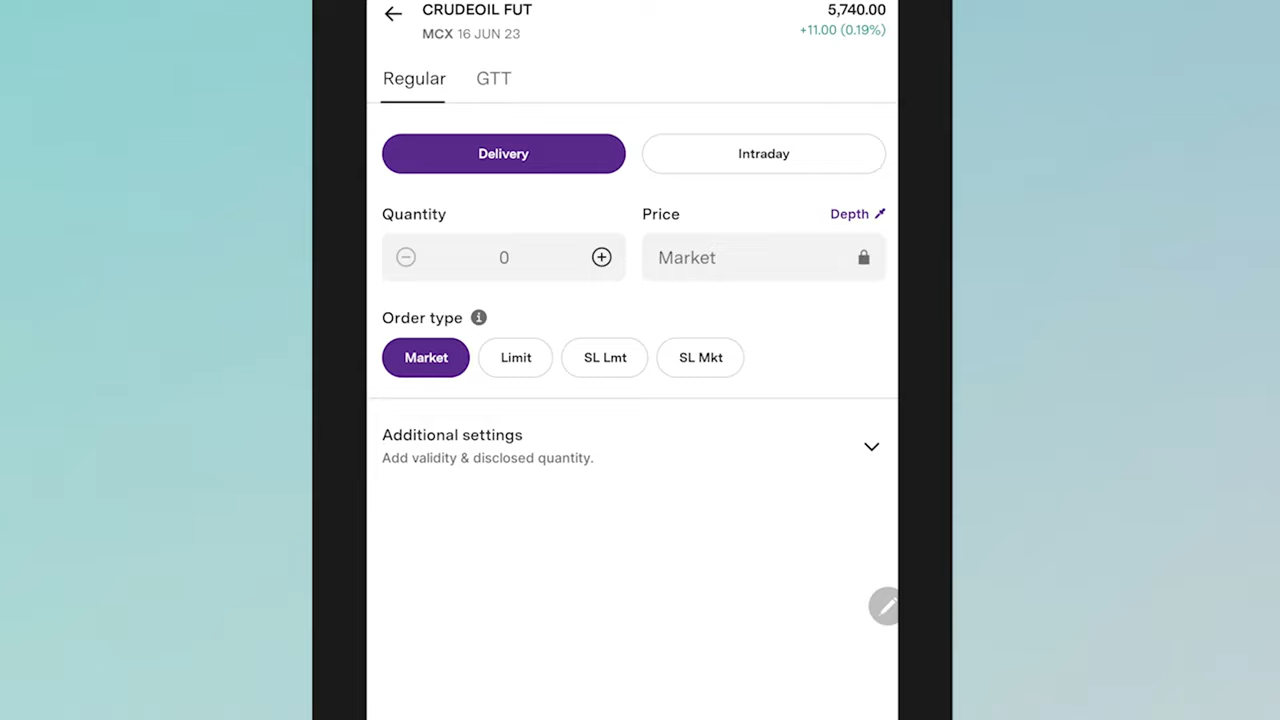 CRUDEOIL FUT
5,740.00
MCX 16 JUN 23
+11.00 (0.19%)
Regular GTT
Delivery Intraday
Quantity
Price Depth
0
Market
Order type
Market Limit SL Lmt SL Mkt
Additional settings
Add validity & disclosed quantity.